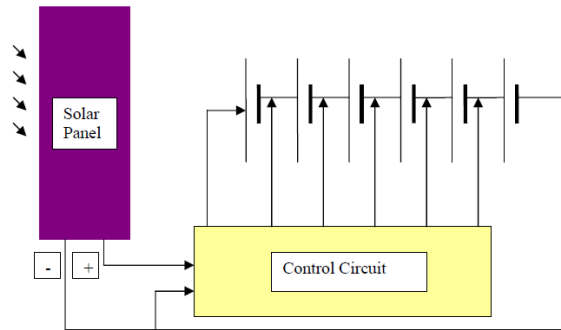 Solar
Panel
-
+
Control Circuit